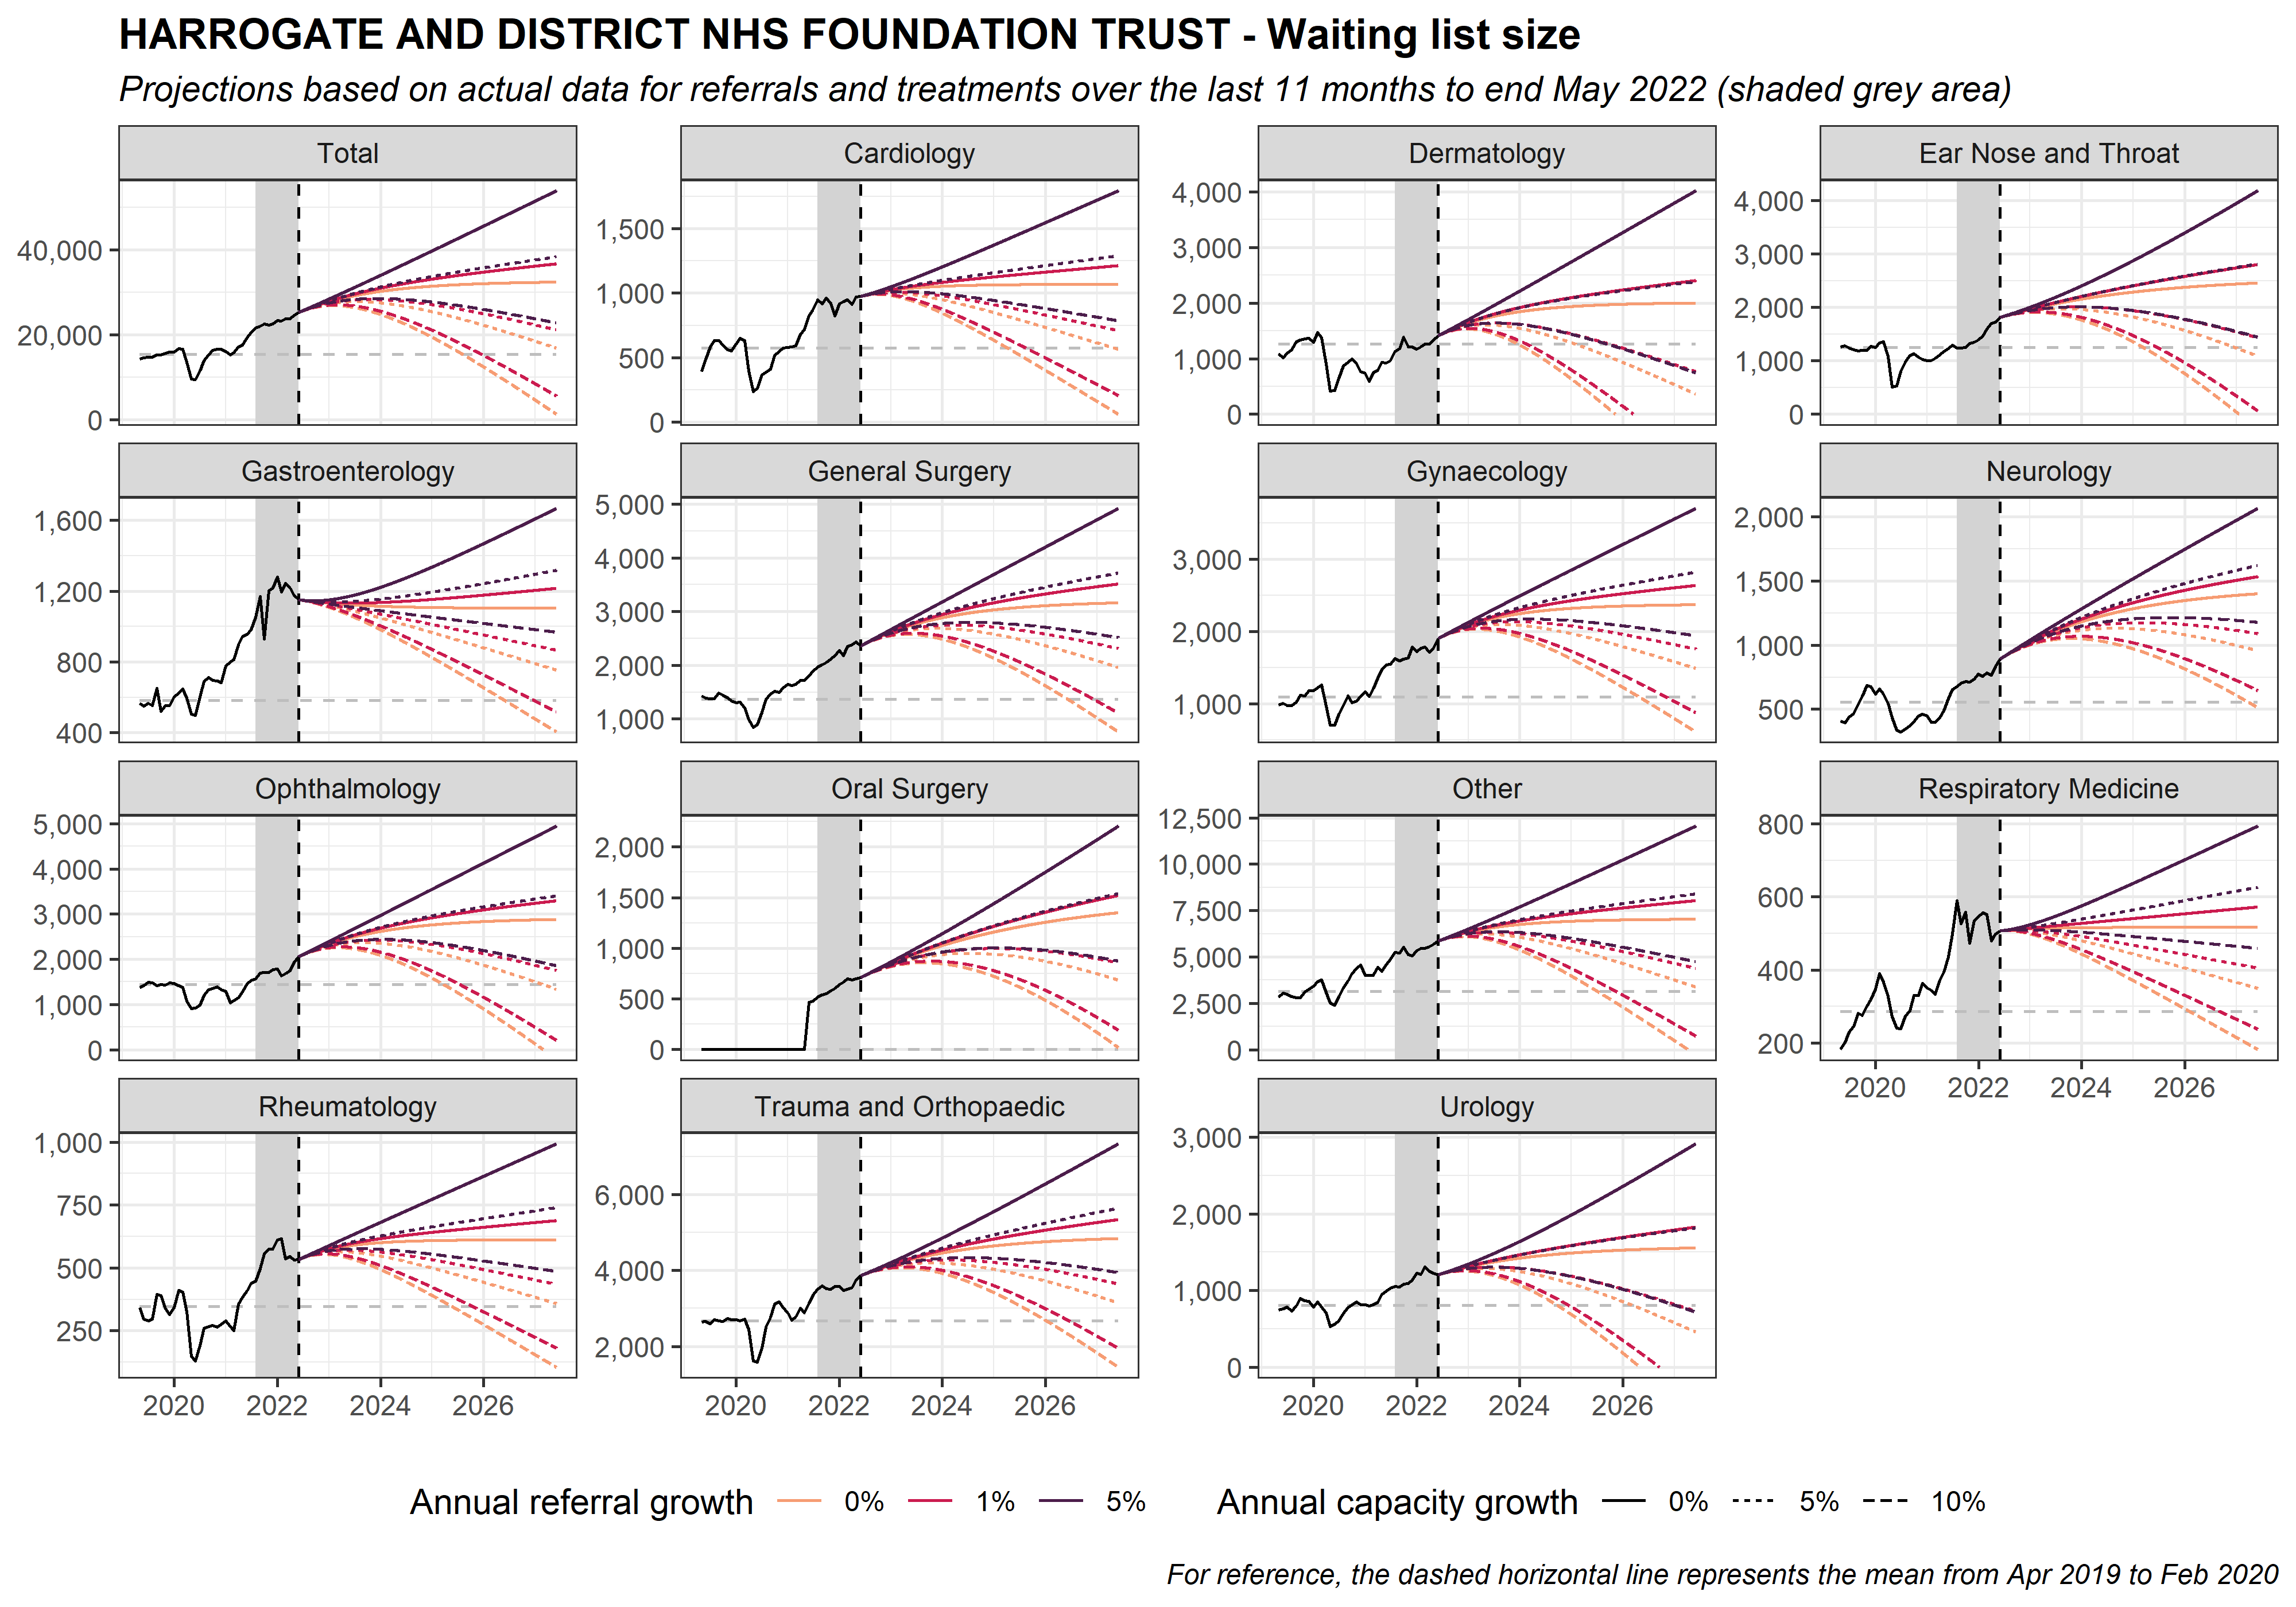 HARROGATE AND DISTRICT NHS FOUNDATION TRUST - Waiting list size
Projections based on actual data for referrals and treatments over the last 11 months to end May 2022 (shaded grey area)
Total
40,000
20,000
0
Cardiology
1,500
1,000
500
0
Dermatology
4,000
3,000
2,000
1,000
0
Ear Nose and Throat
4,000
3,000
2,000
1,000
0
Gastroenterology
1,600
1,200
800
400
General Surgery
5,000
4,000
3,000
2,000
1,000
Gynaecology
3,000
2,000
1,000
Neurology
2,000
1,500
1,000
500
Ophthalmology
5,000
4,000
3,000
2,000
1,000
0
Oral Surgery
2,000
1,500
1,000
500
0
Other
12,500
10,000
7,500
5,000
2,500
0
Respiratory Medicine
800
600
400
200
2020 2022 2024 2026
Rheumatology
1,000
750
500
250
2020 2022 2024 2026
Trauma and Orthopaedic
6,000
4,000
2,000
2020 2022 2024 2026
Urology
3,000
2,000
1,000
0
2020 2022 2024 2026
Annual referral growth 0% 1% 5% Annual capacity growth 0% 5% 10%
For reference, the dashed horizontal line represents the mean from Apr 2019 to Feb 2020